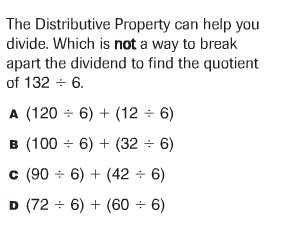 The Distributive Property can help you
divide. Which is not a way to break
apart the dividend to find the quotient
of 132 ÷ 6.
A (120 ÷ 6) + (12 ÷ 6)
B (100 ÷ 6) + (32 ÷ 6)
C (90 ÷ 6) + (42 ÷ 6)
D (72 ÷ 6) + (60 ÷ 6)